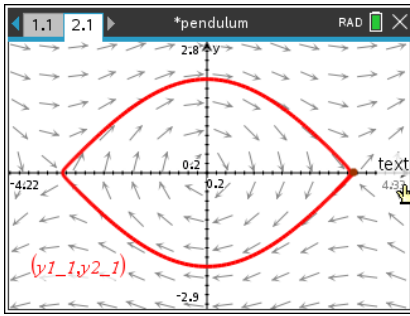 1.1 2.1 *pendulum RAD
2.8 y
0.2 text
-4.22 0.2 4.33
(y1_1,y2_1)
-2.9